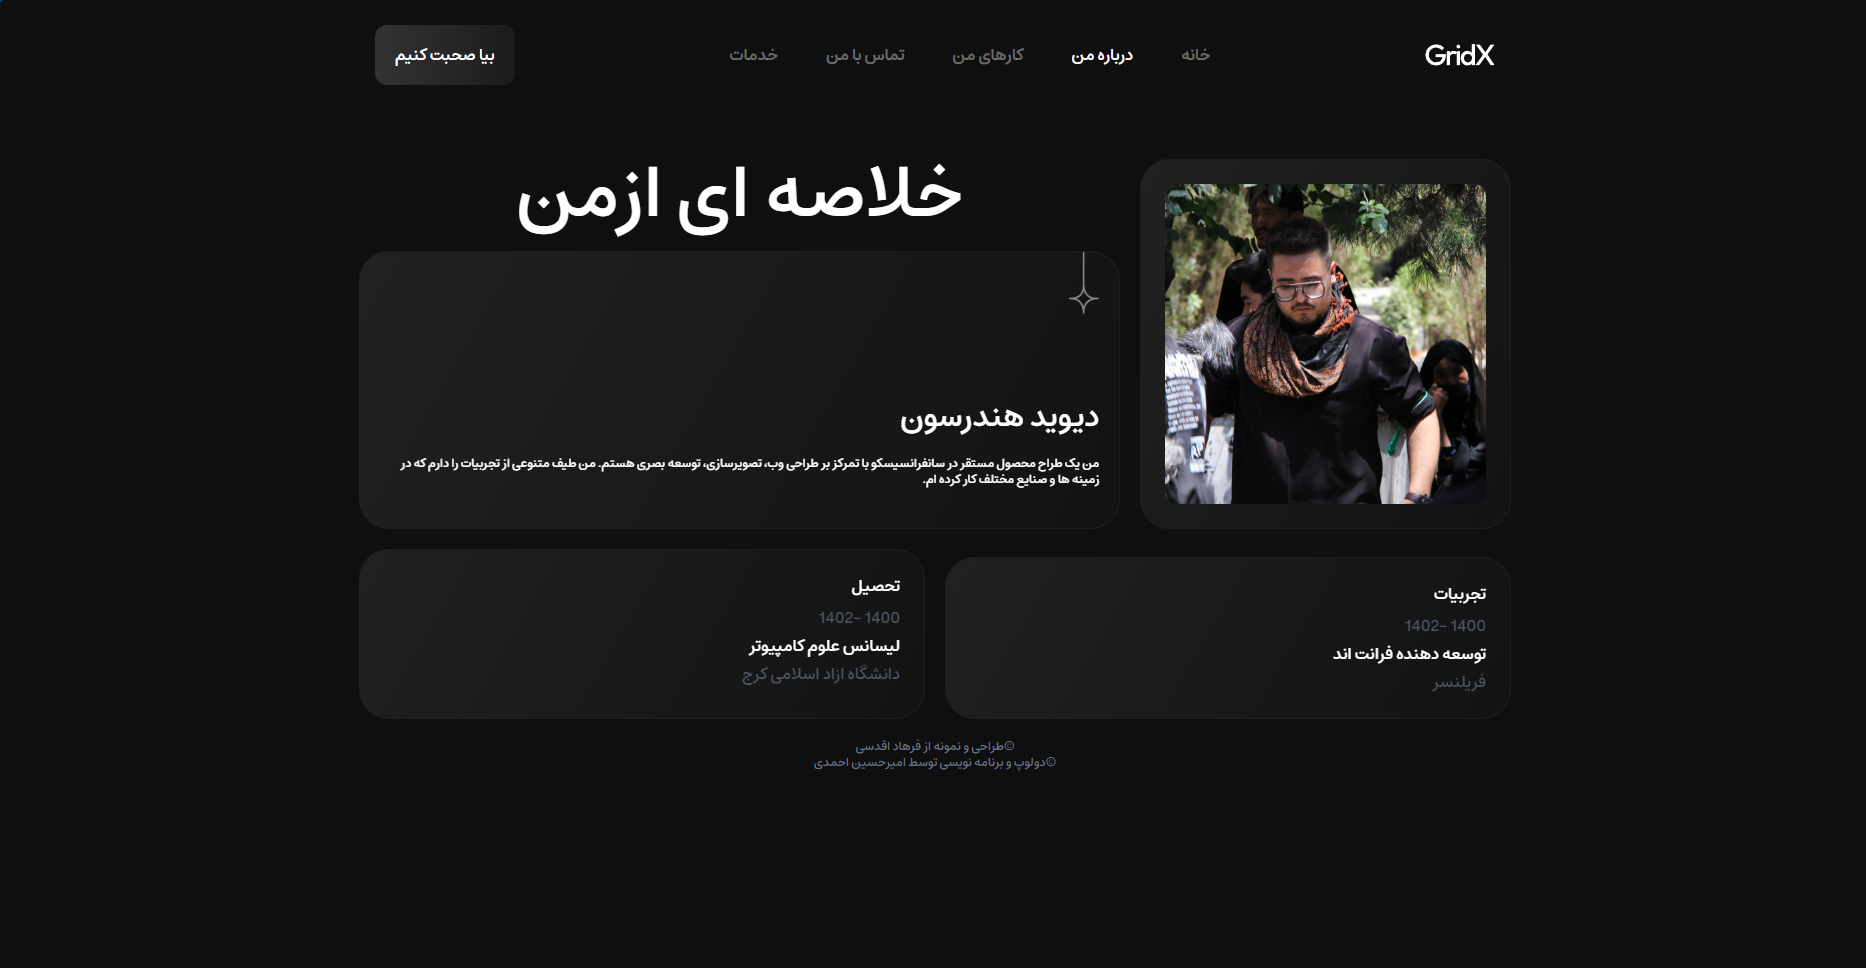 GridX
خانه
درباره من
کارهای من
تماس با من
خدمات
بیا صحبت کنیم
خلاصه ای ازمن
دیوید هندرسون
من یک طراح محصول مستقر در سانفرانسیسکو با تمرکز بر طراحی وب، تصویرسازی، توسعه بصری هستم. من طیف متنوعی از تجربیات را دارم که در
زمینه ها و صنایع مختلف کار کرده ام.
تجربیات
1400 -1402
توسعه دهنده فرانت اند
فریلنسر
تحصیل
1400 -1402
لیسانس علوم کامپیوتر
دانشگاه ازاد اسلامی کرج
©طراحی و نمونه از فرهاد اقدسی
©دولوپ و برنامه نویسی توسط امیرحسین احمدی